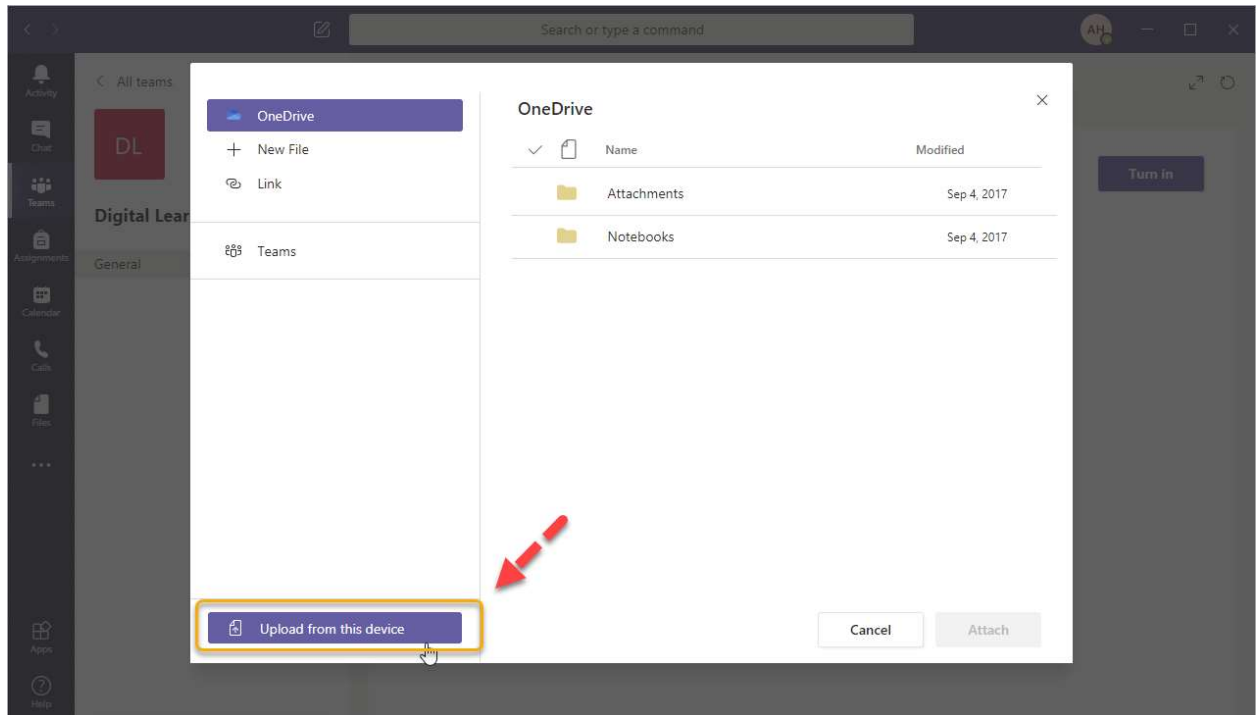 Search or type a command
AH
Activity
Chat
Teams
Assignments
Calendar
Calls
Files
Apps
Help
All teams
DL
Digital Lear
General
Turn in
OneDrive
New File
Link
Teams
Upload from this device
OneDrive
Name Modified
Attachments Sep 4, 2017
Notebooks Sep 4, 2017
Cancel Attach